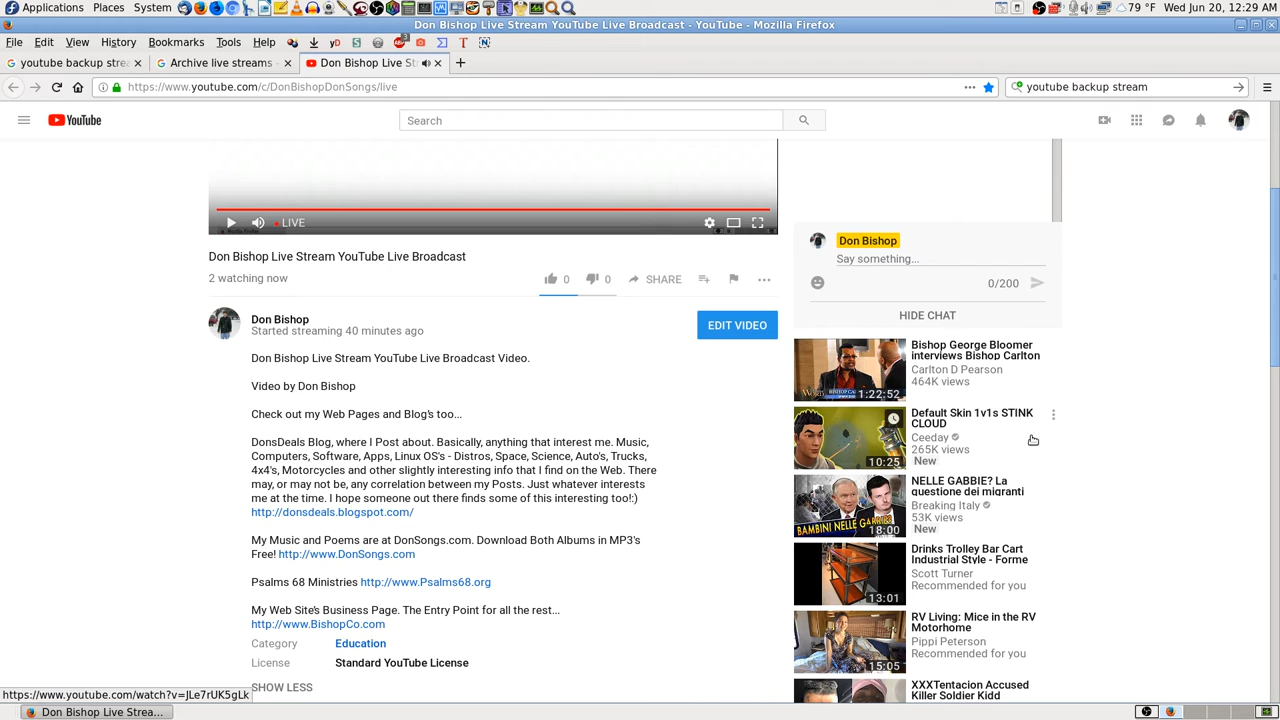 Applications Places System 79 °F Wed Jun 20, 12:29 AM
Don Bishop Live Stream YouTube Live Broadcast - YouTube - Mozilla Firefox
File Edit View History Bookmarks Tools Help
youtube backup strea Archive live streams - Don Bishop Live Str
https://www.youtube.com/c/DonBishopDonSongs/live youtube backup stream
YouTube Search
LIVE
Don Bishop Live Stream YouTube Live Broadcast
2 watching now 0 0 SHARE
Don Bishop
Started streaming 40 minutes ago
EDIT VIDEO
Don Bishop Live Stream YouTube Live Broadcast Video.
Video by Don Bishop
Check out my Web Pages and Blog's too...
DonsDeals Blog, where I Post about. Basically, anything that interest me. Music,
Computers, Software, Apps, Linux OS's - Distros, Space, Science, Auto's, Trucks,
4x4's, Motorcycles and other slightly interesting info that I find on the Web. There
may, or may not be, any correlation between my Posts. Just whatever interests
me at the time. I hope someone out there finds some of this interesting too!:)
http://donsdeals.blogspot.com/
My Music and Poems are at DonSongs.com. Download Both Albums in MP3's
Free! http://www.DonSongs.com
Psalms 68 Ministries http://www.Psalms68.org
My Web Site's Business Page. The Entry Point for all the rest...
http://www.BishopCo.com
Category Education
License Standard YouTube License
SHOW LESS
Don Bishop
Say something...
0/200
HIDE CHAT
Bishop George Bloomer
interviews Bishop Carlton
Carlton D Pearson
464K views
1:22:52
Default Skin 1v1s STINK
CLOUD
Ceeday
265K views
New
10:25
NELLE GABBIE? La
questione dei migranti
Breaking Italy
53K views
New
BAMBINI NELLE GABBIE
18:00
Drinks Trolley Bar Cart
Industrial Style - Forme
Scott Turner
Recommended for you
13:01
RV Living: Mice in the RV
Motorhome
Pippi Peterson
Recommended for you
15:05
XXXTentacion Accused
Killer Soldier Kidd
https://www.youtube.com/watch?v=JLe7rUK5gLk
Don Bishop Live Strea...